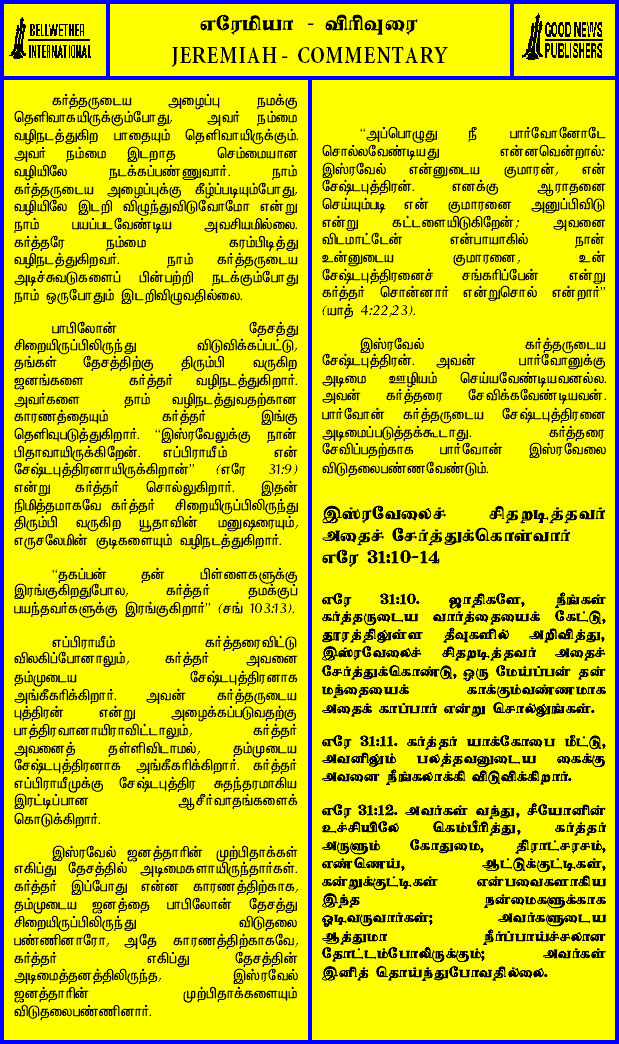 BELLWETHER
INTERNATIONAL
எரேமியா - விரிவுரை
JEREMIAH - COMMENTARY
GOOD NEWS
PUBLISHERS
கர்த்தருடைய அழைப்பு நமக்கு
தெளிவாகயிருக்கும்போது, அவர் நம்மை
வழிநடத்துகிற பாதையும் தெளிவாயிருக்கும்.
அவர் நம்மை இடறாத செம்மையான
வழியிலே நடக்கப்பண்ணுவார். நாம்
கர்த்தருடைய அழைப்புக்கு கீழ்ப்படியும்போது,
வழியிலே இடறி விழுந்துவிடுவோமோ என்று
நாம் பயப்படவேண்டிய அவசியமில்லை.
கர்த்தரே நம்மை கரம்பிடித்து
வழிநடத்துகிறவர். நாம் கர்த்தருடைய
அடிச்சுவடுகளைப் பின்பற்றி நடக்கும்போது
நாம் ஒருபோதும் இடறிவிழுவதில்லை.
பாபிலோன் தேசத்து
சிறையிருப்பிலிருந்து விடுவிக்கப்பட்டு,
தங்கள் தேசத்திற்கு திரும்பி வருகிற
ஜனங்களை கர்த்தர் வழிநடத்துகிறார்.
அவர்களை தாம் வழிநடத்துவதற்கான
காரணத்தையும் கர்த்தர் இங்கு
தெளிவுபடுத்துகிறார். “இஸ்ரவேலுக்கு நான்
பிதாவாயிருக்கிறேன். எப்பிராயீம் என்
சேஷ்டபுத்திரனாயிருக்கிறான்” (எரே 31:9)
என்று கர்த்தர் சொல்லுகிறார். இதன்
நிமித்தமாகவே கர்த்தர் சிறையிருப்பிலிருந்து
திரும்பி வருகிற யூதாவின் மனுஷரையும்,
எருசலேமின் குடிகளையும் வழிநடத்துகிறார்.
“தகப்பன் தன் பிள்ளைகளுக்கு
இரங்குகிறதுபோல, கர்த்தர் தமக்குப்
பயந்தவர்களுக்கு இரங்குகிறார்” (சங் 103:13).
எப்பிராயீம் கர்த்தரைவிட்டு
விலகிப்போனாலும், கர்த்தர் அவனை
தம்முடைய சேஷ்டபுத்திரனாக
அங்கீகரிக்கிறார். அவன் கர்த்தருடைய
புத்திரன் என்று அழைக்கப்படுவதற்கு
பாத்திரவானாயிராவிட்டாலும், கர்த்தர்
அவனைத் தள்ளிவிடாமல், தம்முடைய
சேஷ்டபுத்திரனாக அங்கீகரிக்கிறார். கர்த்தர்
எப்பிராயீமுக்கு சேஷ்டபுத்திர சுதந்தரமாகிய
இரட்டிப்பான ஆசீர்வாதங்களைக்
கொடுக்கிறார்.
இஸ்ரவேல் ஜனத்தாரின் முற்பிதாக்கள்
எகிப்து தேசத்தில் அடிமைகளாயிருந்தார்கள்.
கர்த்தர் இப்போது என்ன காரணத்திற்காக,
தம்முடைய ஜனத்தை பாபிலோன் தேசத்து
சிறையிருப்பிலிருந்து விடுதலை
பண்ணினாரோ, அதே காரணத்திற்காகவே,
கர்த்தர் எகிப்து தேசத்தின்
அடிமைத்தனத்திலிருந்த, இஸ்ரவேல்
ஜனத்தாரின் முற்பிதாக்களையும்
விடுதலைபண்ணினார்.
“அப்பொழுது நீ பார்வோனோடே
சொல்லவேண்டியது என்னவென்றால்:
இஸ்ரவேல் என்னுடைய குமாரன், என்
சேஷ்டபுத்திரன். எனக்கு ஆராதனை
செய்யும்படி என் குமாரனை அனுப்பிவிடு
என்று கட்டளையிடுகிறேன்; அவனை
விடமாட்டேன் என்பாயாகில் நான்
உன்னுடைய குமாரனை, உன்
சேஷ்டபுத்திரனைச் சங்கரிப்பேன் என்று
கர்த்தர் சொன்னார் என்றுசொல் என்றார்”
(யாத் 4:22,23).
இஸ்ரவேல் கர்த்தருடைய
சேஷ்டபுத்திரன். அவன் பார்வோனுக்கு
அடிமை ஊழியம் செய்யவேண்டியவனல்ல.
அவன் கர்த்தரை சேவிக்கவேண்டியவன்.
பார்வோன் கர்த்தருடைய சேஷ்டபுத்திரனை
அடிமைப்படுத்தக்கூடாது. கர்த்தரை
சேவிப்பதற்காக பார்வோன் இஸ்ரவேலை
விடுதலைபண்ணவேண்டும்.
இஸ்ரவேலைச் சிதறடித்தவர்
அதைச் சேர்த்துக்கொள்வார்
எரே 31:10-14
எரே 31:10. ஜாதிகளே, நீங்கள்
கர்த்தருடைய வார்த்தையைக் கேட்டு,
தூரத்திலுள்ள தீவுகளில் அறிவித்து,
இஸ்ரவேலைச் சிதறடித்தவர் அதைச்
சேர்த்துக்கொண்டு, ஒரு மேய்ப்பன் தன்
மந்தையைக் காக்கும்வண்ணமாக
அதைக் காப்பார் என்று சொல்லுங்கள்.
எரே 31:11. கர்த்தர் யாக்கோபை மீட்டு,
அவனிலும் பலத்தவனுடைய கைக்கு
அவனை நீங்கலாக்கி விடுவிக்கிறார்.
எரே 31:12. அவர்கள் வந்து, சீயோனின்
உச்சியிலே கெம்பீரித்து, கர்த்தர்
அருளும் கோதுமை, திராட்சரசம்,
எண்ணெய், ஆட்டுக்குட்டிகள்,
கன்றுக்குட்டிகள் என்பவைகளாகிய
இந்த நன்மைகளுக்காக
ஓடிவருவார்கள்; அவர்களுடைய
ஆத்துமா நீர்ப்பாய்ச்சலான
தோட்டம்போலிருக்கும்; அவர்கள்
இனித் தொய்ந்துபோவதில்லை.